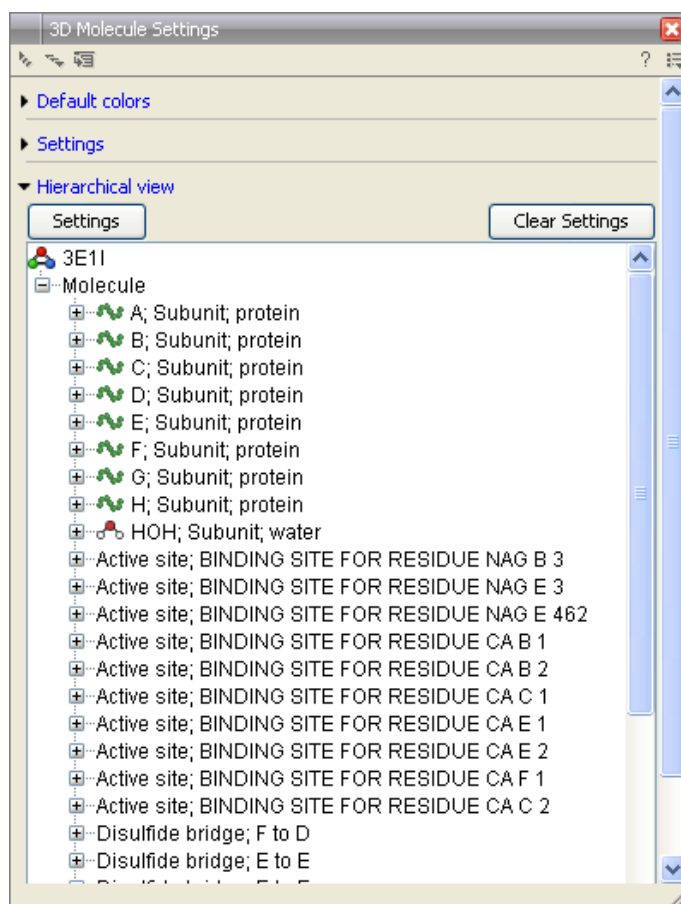 3D Molecule Settings
?
Default colors
Settings
Hierarchical view
Settings Clear Settings
3E1I
Molecule
A; Subunit; protein
B; Subunit; protein
C; Subunit; protein
D; Subunit; protein
E; Subunit; protein
F; Subunit; protein
G; Subunit; protein
H; Subunit; protein
HOH; Subunit; water
Active site; BINDING SITE FOR RESIDUE NAG B 3
Active site; BINDING SITE FOR RESIDUE NAG E 3
Active site; BINDING SITE FOR RESIDUE NAG E 462
Active site; BINDING SITE FOR RESIDUE CA B 1
Active site; BINDING SITE FOR RESIDUE CA B 2
Active site; BINDING SITE FOR RESIDUE CA C 1
Active site; BINDING SITE FOR RESIDUE CA E 1
Active site; BINDING SITE FOR RESIDUE CA E 2
Active site; BINDING SITE FOR RESIDUE CA F 1
Active site; BINDING SITE FOR RESIDUE CA C 2
Disulfide bridge; F to D
Disulfide bridge; E to E